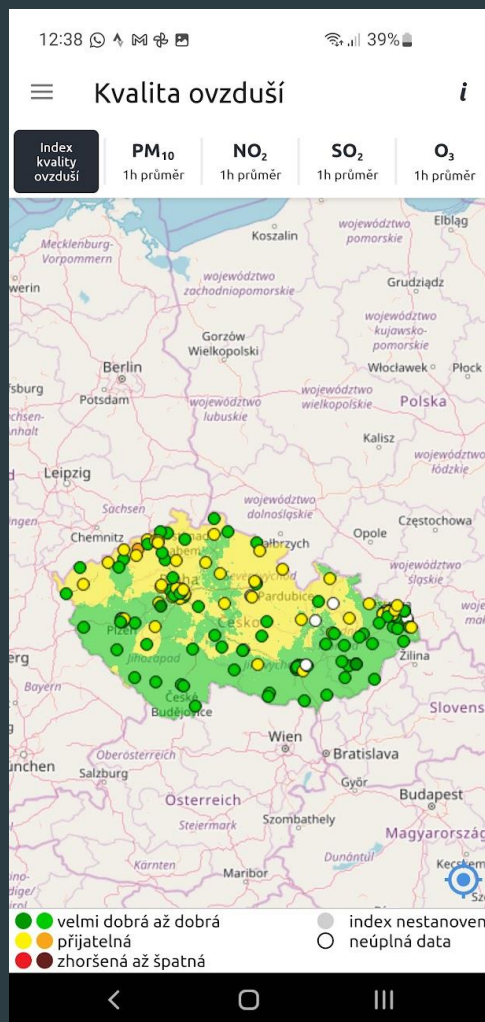 12:38
39%
Kvalita ovzduší
i
Index kvality ovzduší
PM10
1h průměr
NO2
1h průměr
SO2
1h průměr
O3
1h průměr
Elbląg
Koszalin
województwo pomorskie
Mecklenburg-Vorpommern
werin
województwo zachodniopomorskie
Grudziądz
województwo kujawsko-pomorskie
Gorzów Wielkopolski
Berlin
Włocławek
Płock
Potsdam
fsburg
województwo lubuskie
województwo wielkopolskie
Polska
Kalisz
województwo łódzkie
Leipzig
Sachsen
województwo dolnośląskie
Częstochowa
Chemnitz
Opole
województwo śląskie
Pardubice
Česko
Plzeň
Jihozápad
Žilina
Bayern
České Budějovice
Slovens
Wien
Bratislava
Oberösterreich
Salzburg
Győr
Budapest
Österreich
Szombathely
Steiermark
Magyarország
Dunántúl
Kärnten
Maribor
Kecskem
velmi dobrá až dobrá
přijatelná
zhoršená až špatná
index nestanoven
neúplná data